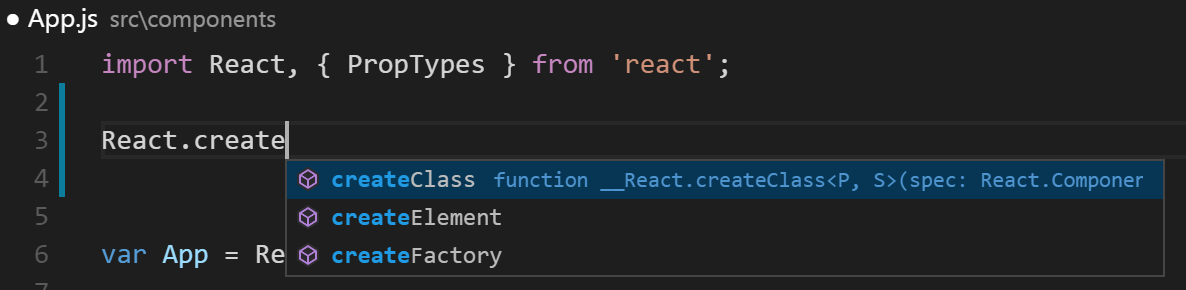 ● App.js src\components
1 import React, { PropTypes } from 'react';
2
3 React.create
4
createClass function __React.createClass<P, S>(spec: React.Componer
5
createElement
6 var App = Re
createFactory
7